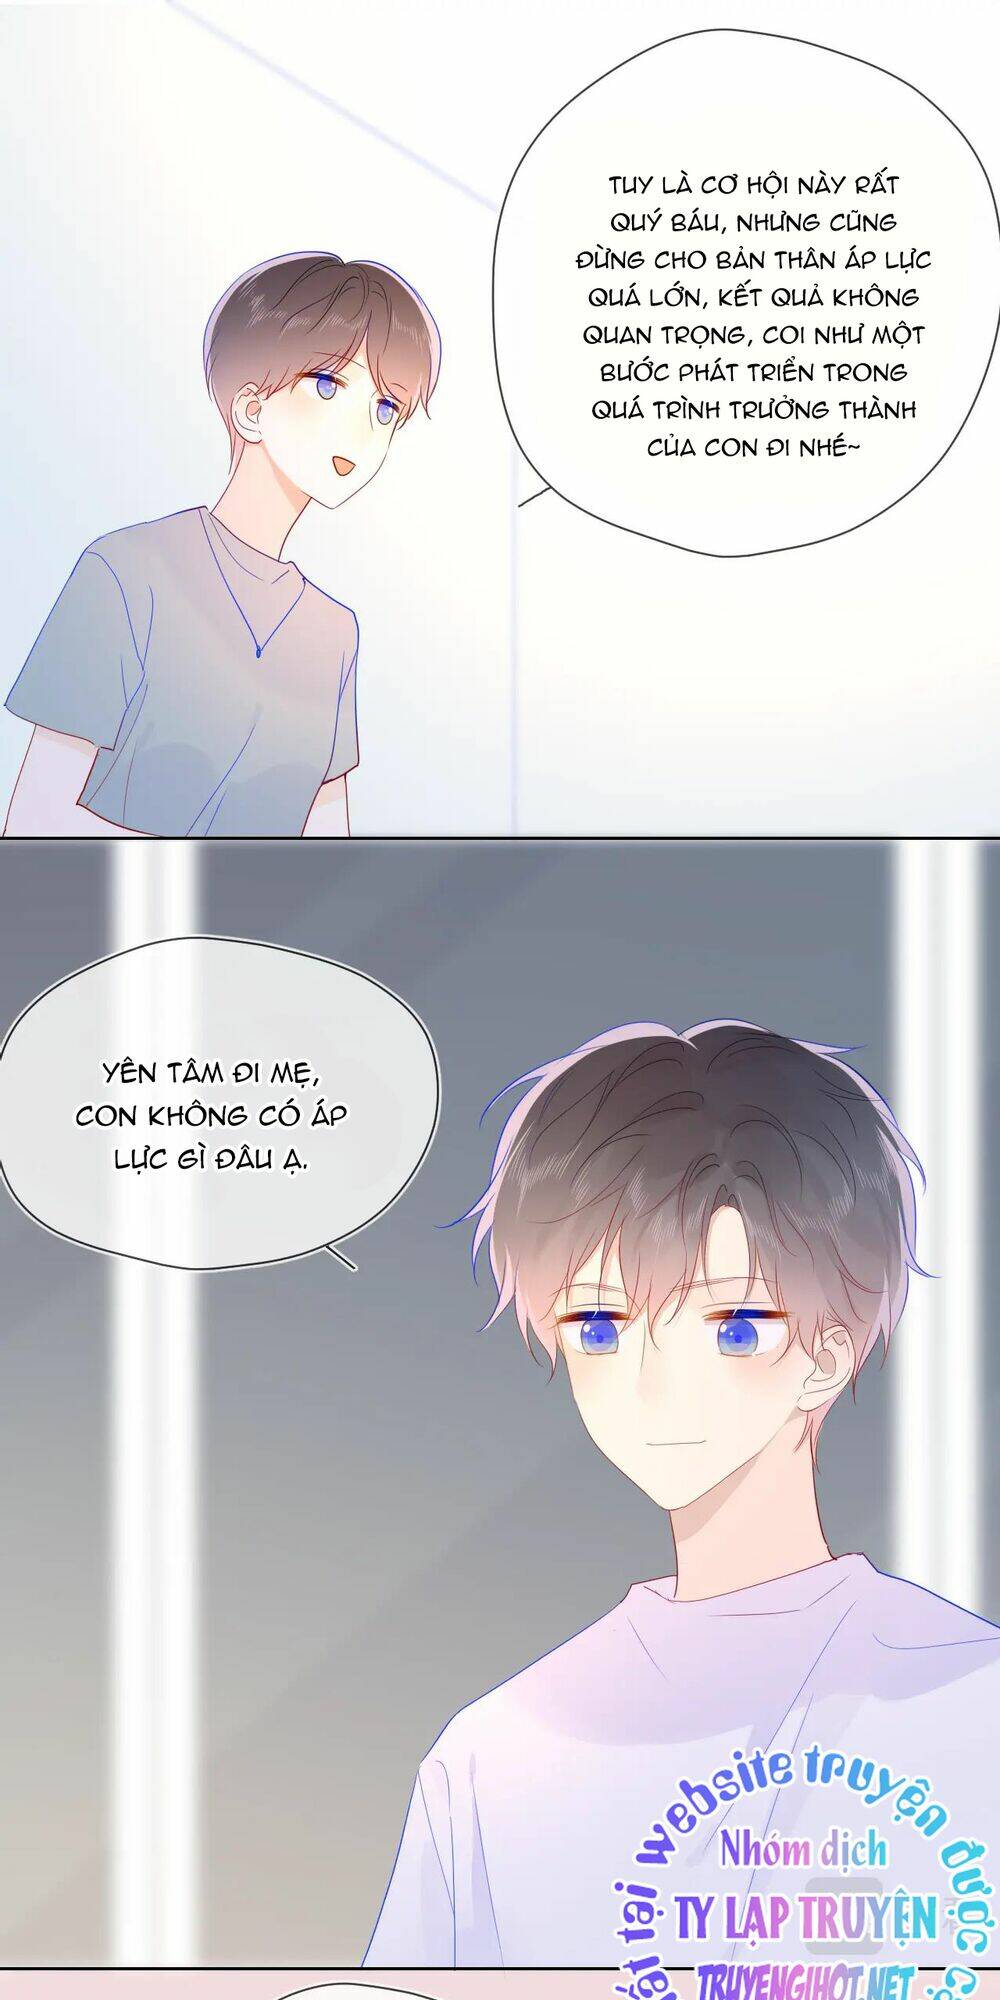 TUY LÀ CƠ HỘI NÀY RẤT
QUÝ BÁU, NHƯNG CŨNG
ĐỪNG CHO BẢN THÂN ÁP LỰC
QUÁ LỚN, KẾT QUẢ KHÔNG
QUAN TRỌNG, COI NHƯ MỘT
BƯỚC PHÁT TRIỂN TRONG
QUÁ TRÌNH TRƯỞNG THÀNH
CỦA CON ĐI NHÉ~
YÊN TÂM ĐI MẸ,
CON KHÔNG CÓ ÁP
LỰC GÌ ĐÂU Ạ.
tại website truyện được
Nhóm dịch
TY LAP TRUYỆN
TRUYENGIHOT.NET